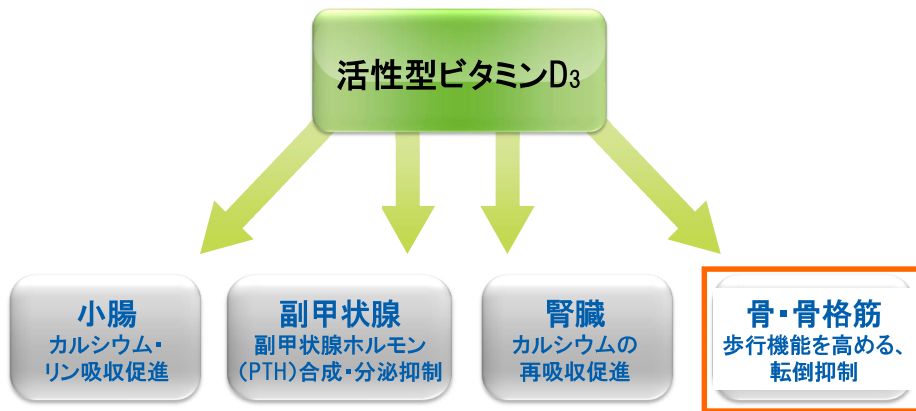 活性型ビタミンD3
小腸
カルシウム・
リン吸収促進
副甲状腺
副甲状腺ホルモン
(PTH)合成・分泌抑制
腎臓
カルシウムの
再吸収促進
骨・骨格筋
歩行機能を高める、
転倒抑制